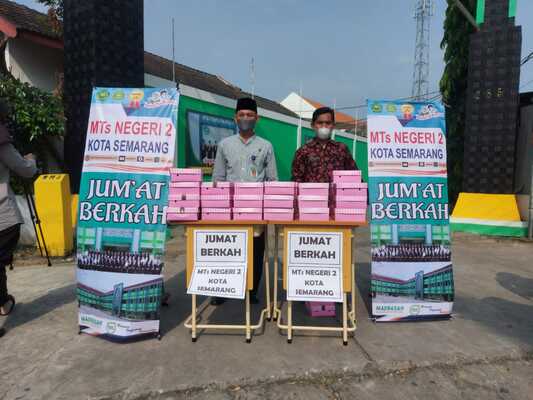 MTs NEGERI 2
KOTA SEMARANG
JUM'AT
BERKAH
MTs NEGERI 2
KOTA SEMARANG
JUM'AT
BERKAH
JUMAT
BERKAH
MTs NEGERI 2
KOTA
SEMARANG
JUMAT
BERKAH
MTs NEGERI 2
KOTA
SEMARANG